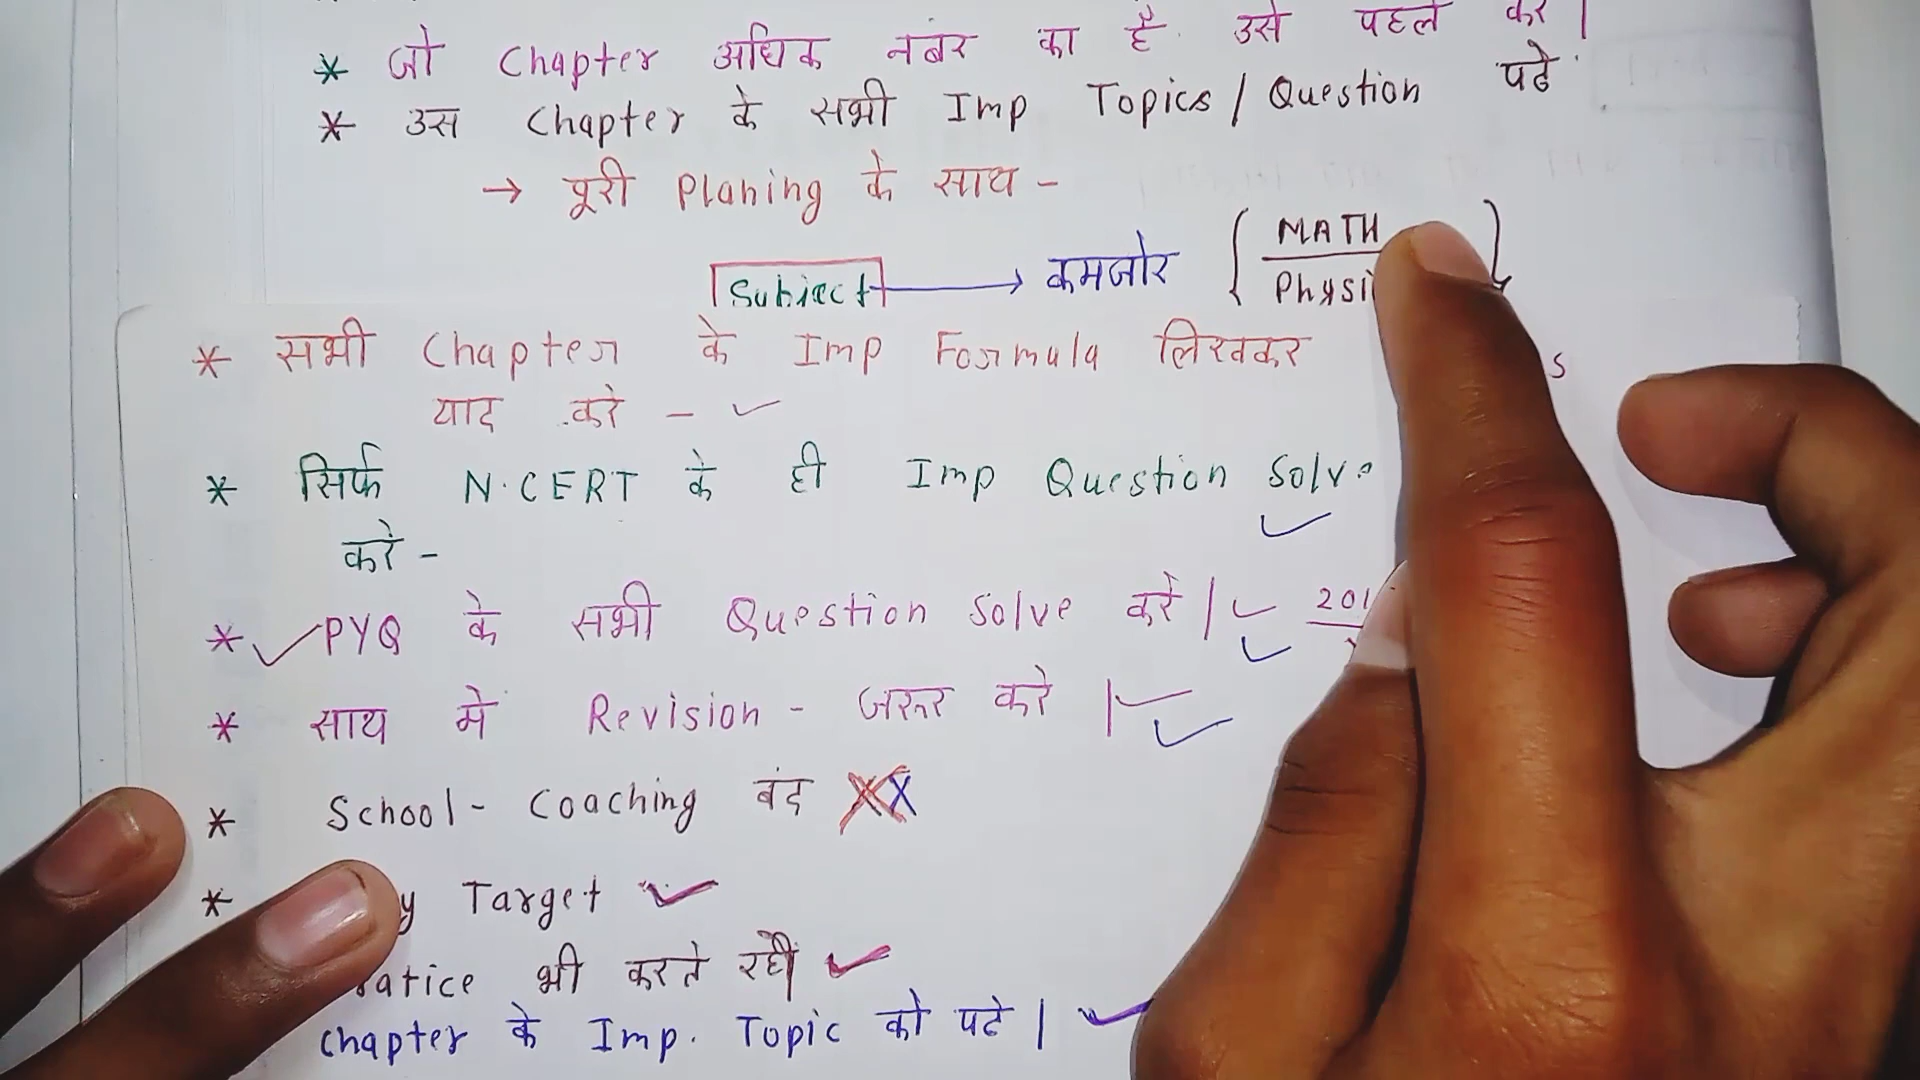 * जो Chapter अधिक नंबर का है उसे पहले करे |
* उस Chapter के सभी Imp Topics / Question पढे
→ पूरी Planing के साथ -
Subject → कमजोर { MATH
Physi }
* सभी Chapter के Imp Formula लिखकर
याद करे - ✓
* सिर्फ N.CERT के ही Imp Question Solve
करे -
* ✓ PYQ के सभी Question Solve करे | ✓ 201
* साथ मे Revision - जरूर करे | ✓
* School - Coaching बंद XX
* Target ✓
भी करते रही ✓
Chapter के Imp. Topic को पढे | ✓